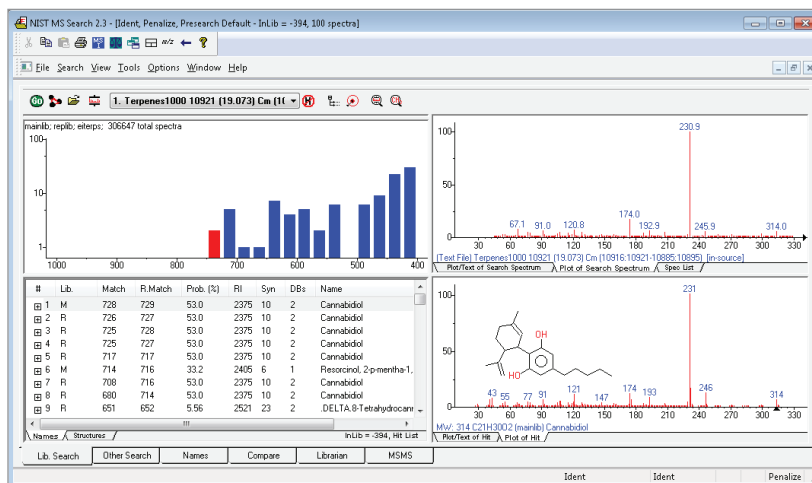 NIST MS Search 2.3 - [Ident, Penalize, Presearch Default - InLib = -394, 100 spectra]
m/z
File Search View Tools Options Window Help
Go 1. Terpenes1000 10921 (19.073) Cm (1(
mainlib; replib; eiterps; 306647 total spectra
100
10
1
1000 900 800 700 600 500
# Lib. Match R.Match Prob. (%) RI Syn DBs Name
1 M 728 729 53.0 2375 10 2 Cannabidiol
2 R 726 727 53.0 2375 10 2 Cannabidiol
3 R 725 728 53.0 2375 10 2 Cannabidiol
4 R 725 727 53.0 2375 10 2 Cannabidiol
5 R 717 717 53.0 2375 10 2 Cannabidiol
6 M 714 716 33.2 2405 6 1 Resorcinol, 2-p-mentha-1,
7 R 708 716 53.0 2375 10 2 Cannabidiol
8 R 680 714 53.0 2375 10 2 Cannabidiol
9 R 651 652 5.56 2521 23 2 .DELTA.8-Tetrahydrocanr
Names Structures InLib = -394, Hit List
100
50
0
230.9
174.0
67.1 91.0 120.8 192.9 245.9 314.0
30 60 90 120 150 180 210 240 270 300 330
(Text File) Terpenes1000 10921 (19.073) Cm (10916:10921-10885:10895) [in-source]
Plot/Text of Search Spectrum Plot of Search Spectrum Spec List
100
50
0
231
OH
HO
43 55 77 91 121 147 174 193 246 314
30 60 90 120 150 180 210 240 270 300 330
MW: 314 C21H30O2 (mainlib) Cannabidiol
Plot/Text of Hit Plot of Hit
Lib. Search Other Search Names Compare Librarian MSMS
Ident Ident Penalize